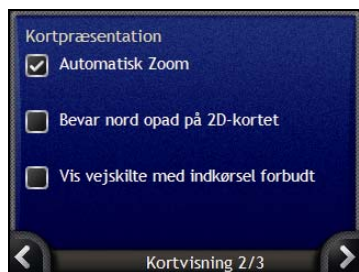 Kortpræsentation
Automatisk Zoom
Bevar nord opad på 2D-kortet
Vis vejskilte med indkørsel forbudt
Kortvisning 2/3